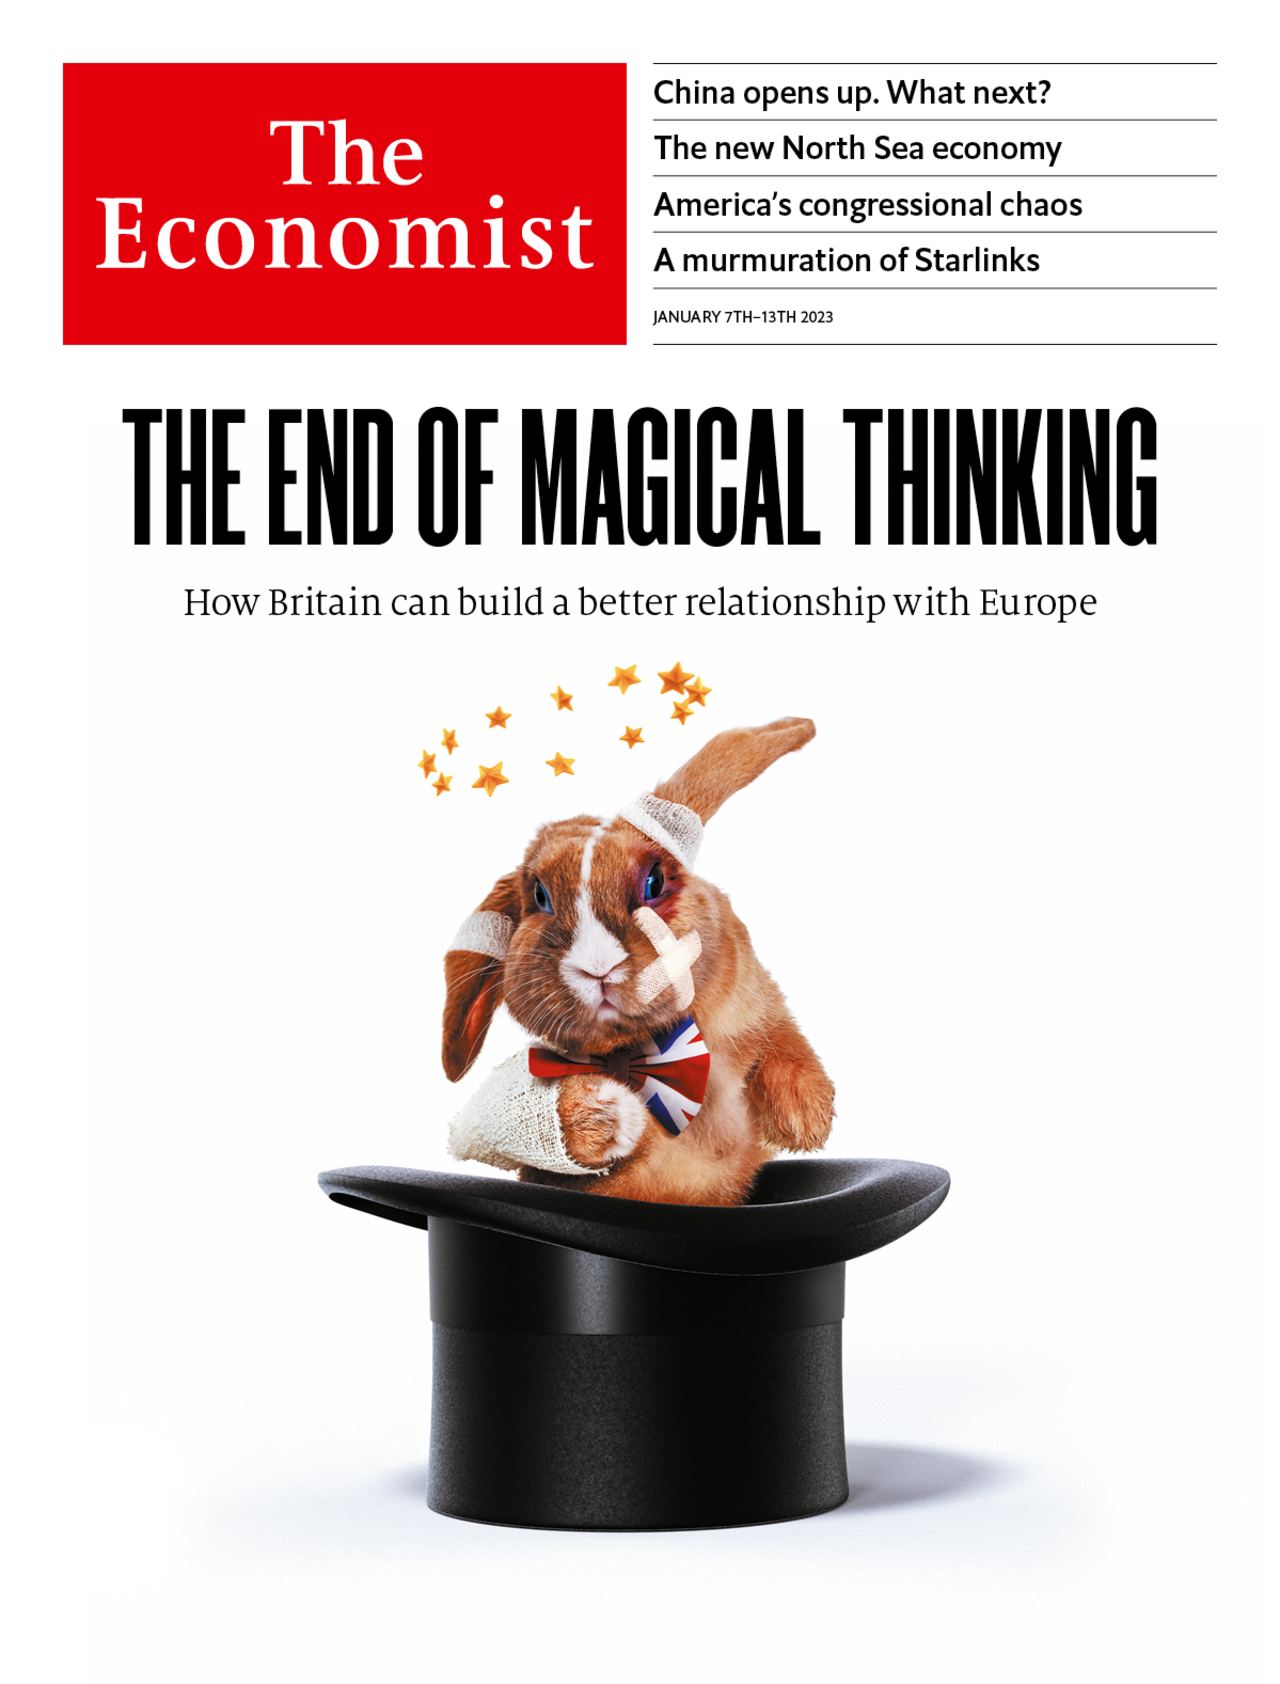 The
Economist
China opens up. What next?
The new North Sea economy
America’s congressional chaos
A murmuration of Starlinks
JANUARY 7TH–13TH 2023
THE END OF MAGICAL THINKING
How Britain can build a better relationship with Europe